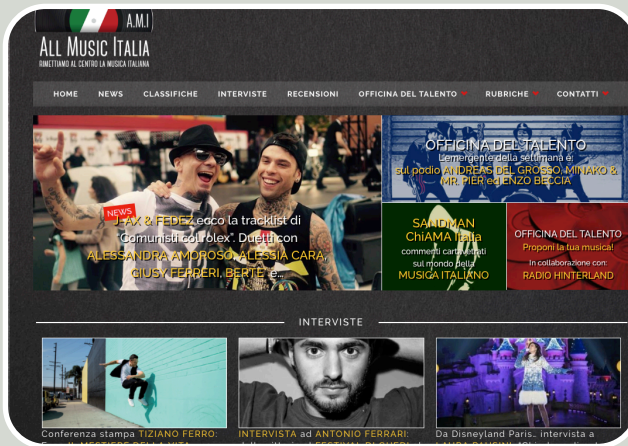 A.M.I
ALL MUSIC ITALIA
RIMETTIAMO AL CENTRO LA MUSICA ITALIANA
HOME NEWS CLASSIFICHE INTERVISTE RECENSIONI OFFICINA DEL TALENTO RUBRICHE CONTATTI
NEWS
J-AX & FEDEZ ecco la tracklist di
"Comunisti col rolex". Duetti con
ALESSANDRA AMOROSO, ALESSIA CARA,
GIUSY FERRERI, BERTE' e...
OFFICINA DEL TALENTO
L'emergente della settimana è:
sul podio ANDREAS DEL GROSSO, MINAKO &
MR. PIER ed ENZO BECCIA
SANDMAN
ChiAMA Italia
commenti cartavetrati
sul mondo della
MUSICA ITALIANO
OFFICINA DEL TALENTO
Proponi la tua musica!
In collaborazione con:
RADIO HINTERLAND
INTERVISTE
Conferenza stampa TIZIANO FERRO:
INTERVISTA ad ANTONIO FERRARI:
Da Disneyland Paris... intervista a